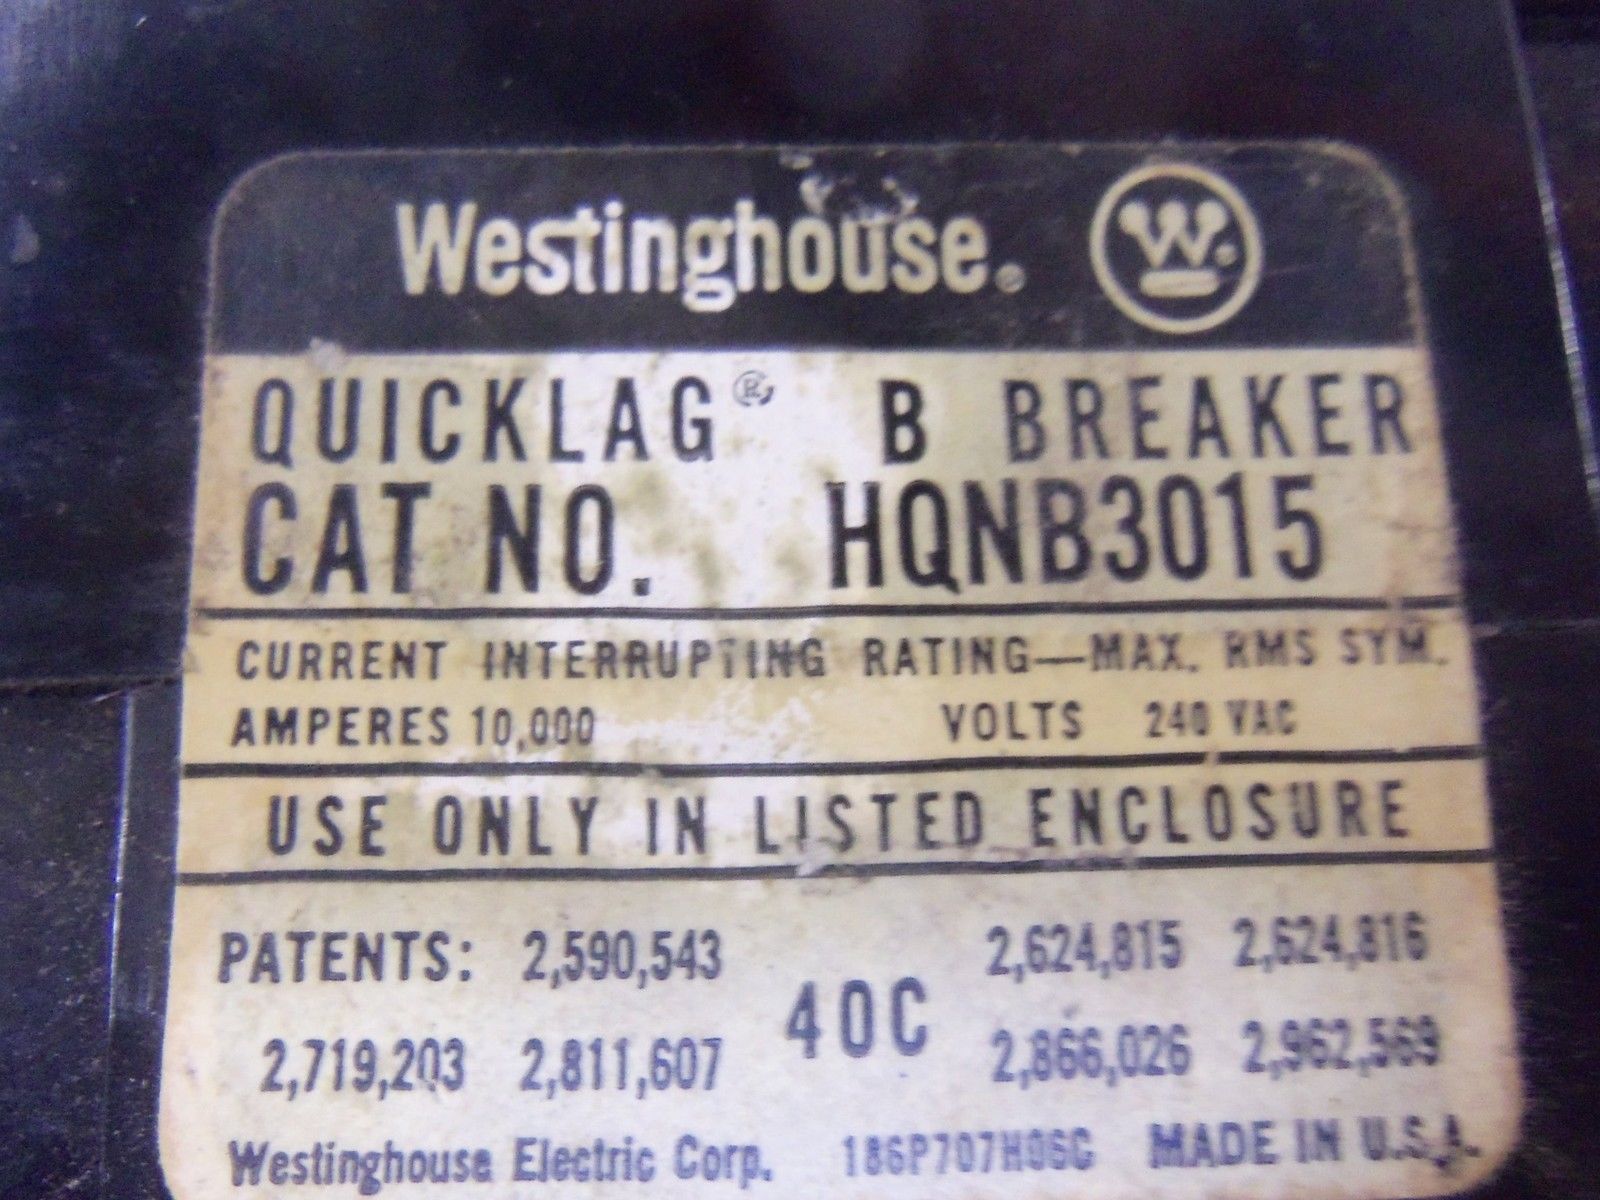 Westinghouse® W
QUICKLAG® B BREAKER
CAT NO. HQNB3015
CURRENT INTERRUPTING RATING—MAX. RMS SYM.
AMPERES 10,000 VOLTS 240 VAC
USE ONLY IN LISTED ENCLOSURE
PATENTS: 2,590,543 2,624,815 2,624,816
40C
2,719,203 2,811,607 2,866,026 2,962,569
Westinghouse Electric Corp. 186P707H06C MADE IN U.S.A.